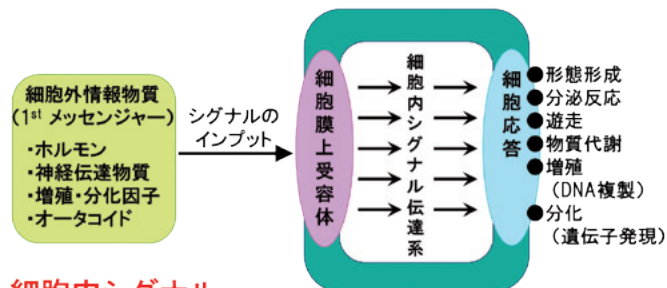 細胞外情報物質
(1st メッセンジャー)
・ホルモン
・神経伝達物質
・増殖・分化因子
・オータコイド
シグナルの
インプット
細胞膜上受容体
細胞内シグナル伝達系
細胞応答
●形態形成
●分泌反応
●遊走
●物質代謝
●増殖
(DNA複製)
●分化
(遺伝子発現)